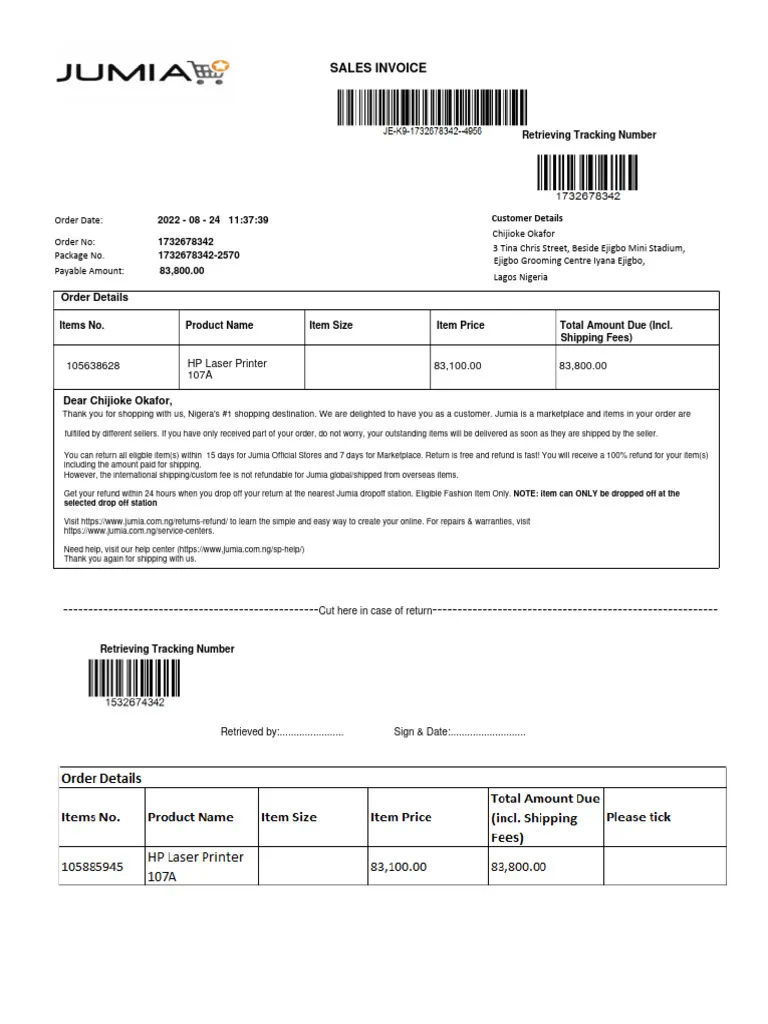 JUMIA
SALES INVOICE
JE-K9-1732678342--4956
Retrieving Tracking Number
1732678342
Order Date: 2022 - 08 - 24 11:37:39
Order No: 1732678342
Package No. 1732678342-2570
Payable Amount: 83,800.00
Customer Details
Chijioke Okafor
3 Tina Chris Street, Beside Ejigbo Mini Stadium,
Ejigbo Grooming Centre Iyana Ejigbo,
Lagos Nigeria
Order Details
Items No. Product Name Item Size Item Price Total Amount Due (Incl.
Shipping Fees)
105638628 HP Laser Printer 83,100.00 83,800.00
107A
Dear Chijioke Okafor,
Thank you for shopping with us, Nigera's #1 shopping destination. We are delighted to have you as a customer. Jumia is a marketplace and items in your order are
fulfilled by different sellers. If you have only received part of your order, do not worry, your outstanding items will be delivered as soon as they are shipped by the seller.
You can return all eligble item(s) within 15 days for Jumia Official Stores and 7 days for Marketplace. Return is free and refund is fast! You will receive a 100% refund for your item(s)
including the amount paid for shipping.
However, the international shipping/custom fee is not refundable for Jumia global/shipped from overseas items.
Get your refund within 24 hours when you drop off your return at the nearest Jumia dropoff station. Eligible Fashion Item Only. NOTE: item can ONLY be dropped off at the
selected drop off station
Visit https://www.jumia.com.ng/returns-refund/ to learn the simple and easy way to create your online. For repairs & warranties, visit
https://www.jumia.com.ng/service-centers.
Need help, visit our help center (https://www.jumia.com.ng/sp-help/)
Thank you again for shipping with us.
Cut here in case of return
Retrieving Tracking Number
1532674342
Retrieved by:....................... Sign & Date:...........................
Order Details
Items No. Product Name Item Size Item Price Total Amount Due
(incl. Shipping
Fees) Please tick
105885945 HP Laser Printer 83,100.00 83,800.00
107A